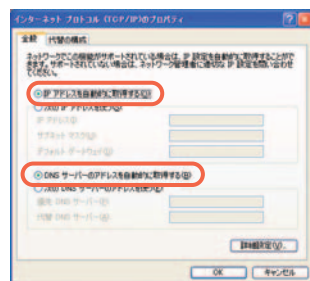 インターネット プロトコル (TCP/IP)のプロパティ
全般 代替の構成
ネットワークでこの機能がサポートされている場合は、IP 設定を自動的に取得することがで
きます。サポートされていない場合は、ネットワーク管理者に適切な IP 設定を問い合わせ
てください。
IP アドレスを自動的に取得する(O)
次の IP アドレスを使う(S):
IP アドレス(I):
サブネット マスク(U):
デフォルト ゲートウェイ(D):
DNS サーバーのアドレスを自動的に取得する(B)
次の DNS サーバーのアドレスを使う(E):
優先 DNS サーバー(P):
代替 DNS サーバー(A):
詳細設定(V)...
OK キャンセル